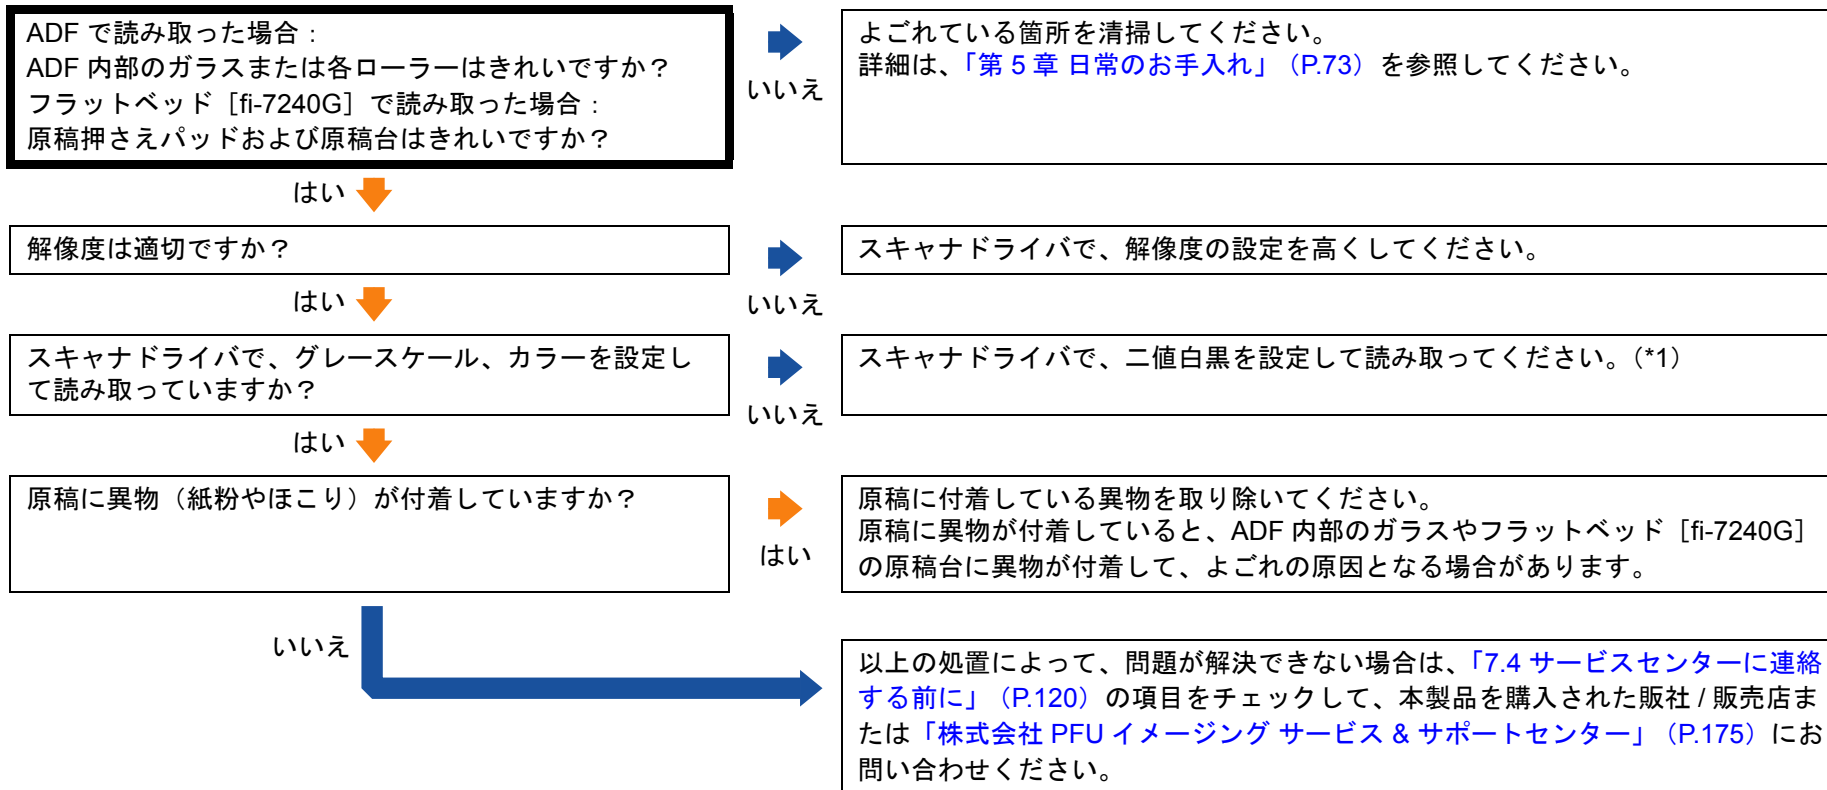 ADF で読み取った場合：
ADF 内部のガラスまたは各ローラーはきれいですか？
フラットベッド［fi-7240G］で読み取った場合：
原稿押さえパッドおよび原稿台はきれいですか？
いいえ
よごれている箇所を清掃してください。
詳細は、「第 5 章 日常のお手入れ」（P.73）を参照してください。
はい
解像度は適切ですか？
いいえ
スキャナドライバで、解像度の設定を高くしてください。
はい
スキャナドライバで、グレースケール、カラーを設定し
て読み取っていますか？
いいえ
スキャナドライバで、二値白黒を設定して読み取ってください。（*1）
はい
原稿に異物（紙粉やほこり）が付着していますか？
はい
原稿に付着している異物を取り除いてください。
原稿に異物が付着していると、ADF 内部のガラスやフラットベッド［fi-7240G］
の原稿台に異物が付着して、よごれの原因となる場合があります。
いいえ
以上の処置によって、問題が解決できない場合は、「7.4 サービスセンターに連絡
する前に」（P.120）の項目をチェックして、本製品を購入された販社 / 販売店ま
たは「株式会社 PFU イメージング サービス & サポートセンター」（P.175）にお
問い合わせください。